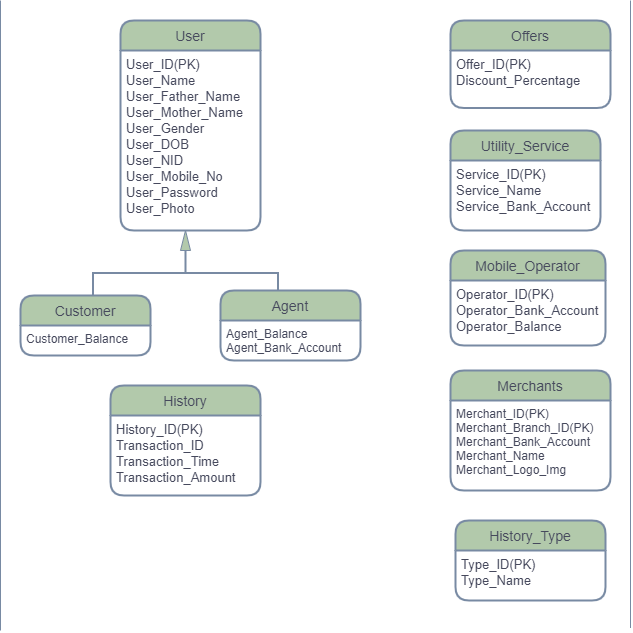 User
User_ID(PK)
User_Name
User_Father_Name
User_Mother_Name
User_Gender
User_DOB
User_NID
User_Mobile_No
User_Password
User_Photo
Customer
Customer_Balance
Agent
Agent_Balance
Agent_Bank_Account
History
History_ID(PK)
Transaction_ID
Transaction_Time
Transaction_Amount
Offers
Offer_ID(PK)
Discount_Percentage
Utility_Service
Service_ID(PK)
Service_Name
Service_Bank_Account
Mobile_Operator
Operator_ID(PK)
Operator_Bank_Account
Operator_Balance
Merchants
Merchant_ID(PK)
Merchant_Branch_ID(PK)
Merchant_Bank_Account
Merchant_Name
Merchant_Logo_Img
History_Type
Type_ID(PK)
Type_Name